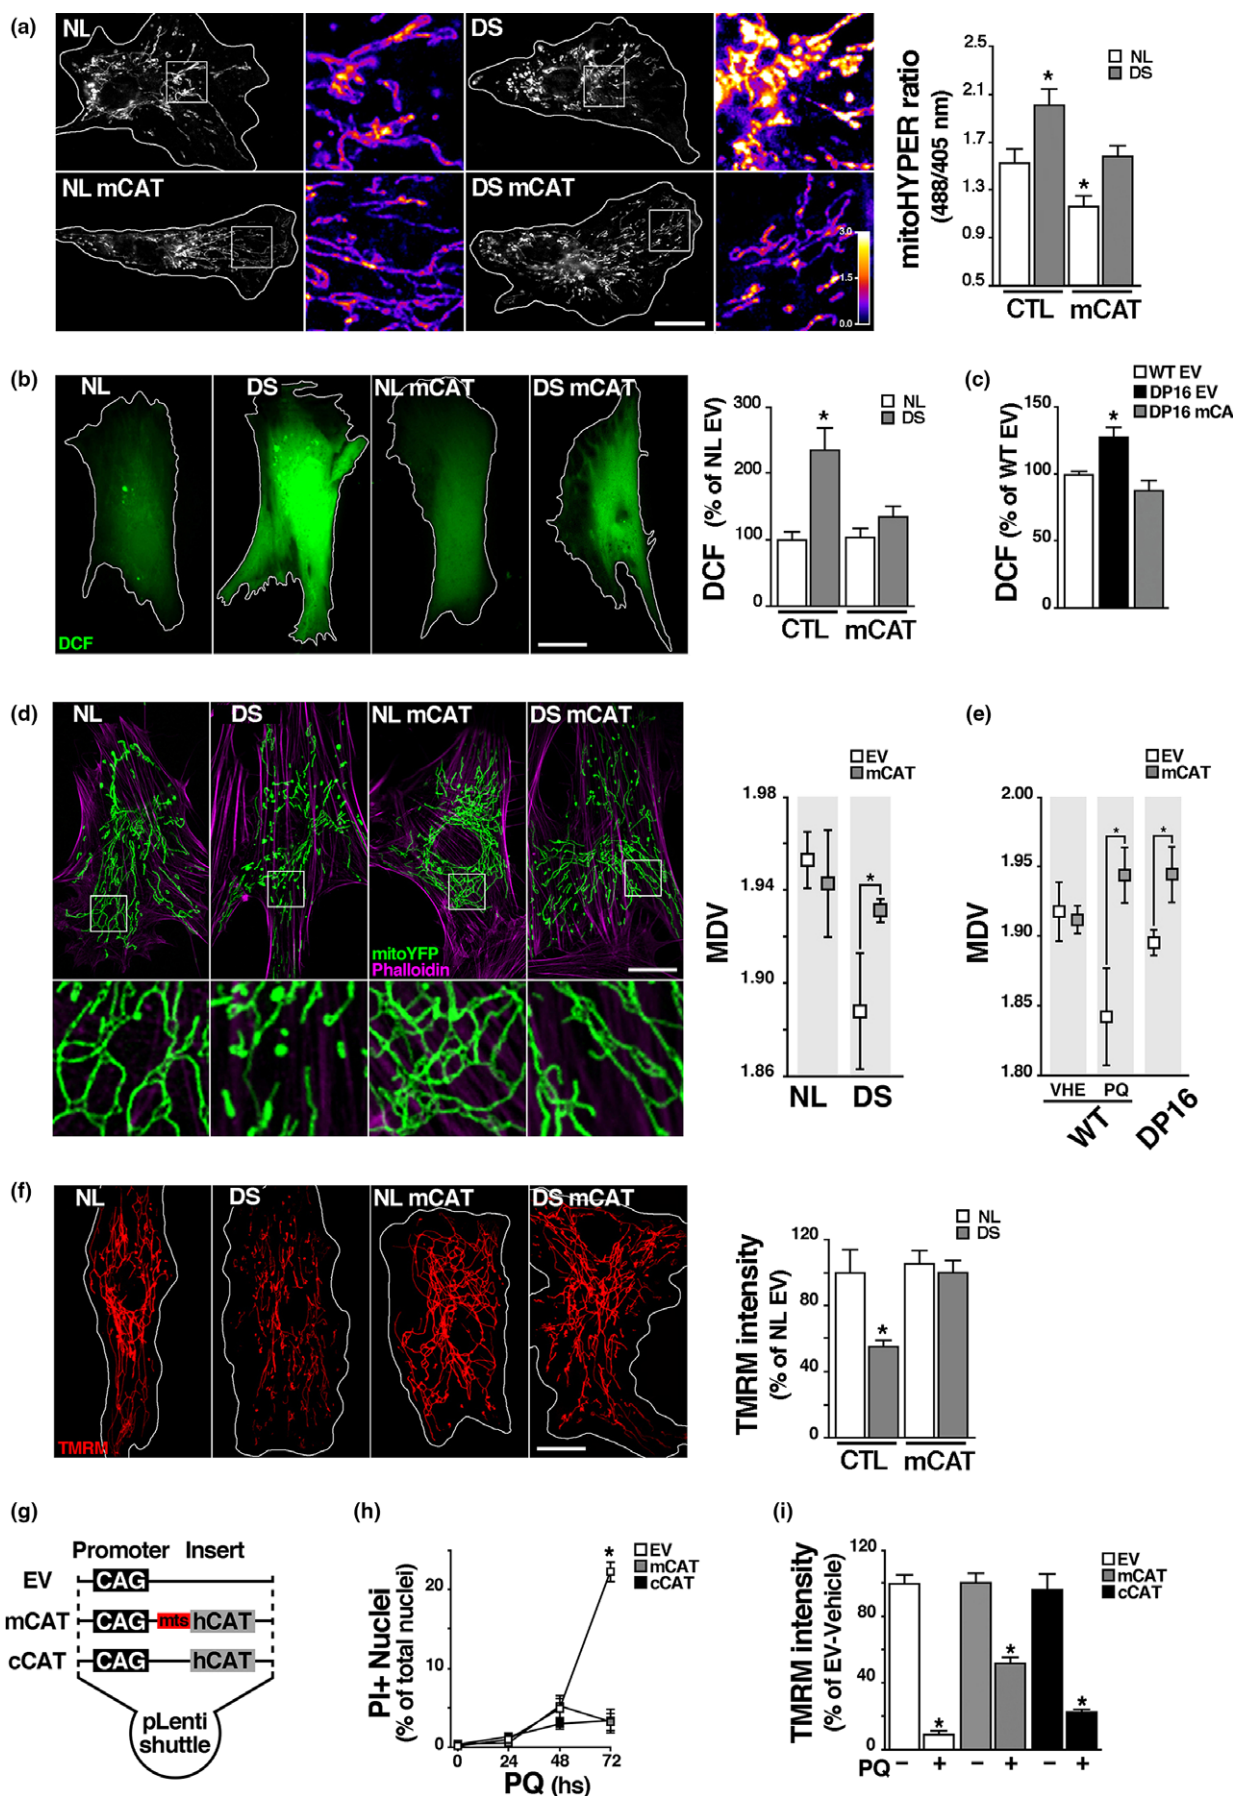 (a)
NL
DS
NL mCAT
DS mCAT
3.0
1.5
0.0
mitoHYPER ratio
(488/405 nm)
2.5
2.1
1.7
1.3
0.9
0.5
NL
DS
*
*
CTL
mCAT
(b)
NL
DS
NL mCAT
DS mCAT
DCF
DCF (% of NL EV)
300
200
100
0
NL
DS
*
CTL
mCAT
(c)
WT EV
DP16 EV
DP16 mCA
DCF (% of WT EV)
150
100
50
0
*
(d)
NL
DS
NL mCAT
DS mCAT
mitoYFP
Phalloidin
MDV
1.98
1.94
1.90
1.86
EV
mCAT
*
NL
DS
(e)
EV
mCAT
MDV
2.00
1.95
1.90
1.85
1.80
*
*
VHE
PQ
WT
DP16
(f)
NL
DS
NL mCAT
DS mCAT
TMRM
TMRM intensity
(% of NL EV)
120
80
40
0
NL
DS
*
CTL
mCAT
(g)
Promoter
Insert
EV
CAG
mCAT
CAG
mts
hCAT
cCAT
CAG
hCAT
pLenti
shuttle
(h)
PI+ Nuclei
(% of total nuclei)
20
10
0
EV
mCAT
cCAT
*
0
24
48
72
PQ (hs)
(i)
TMRM intensity
(% of EV-Vehicle)
120
80
40
0
EV
mCAT
cCAT
*
*
*
PQ
–
+
–
+
–
+